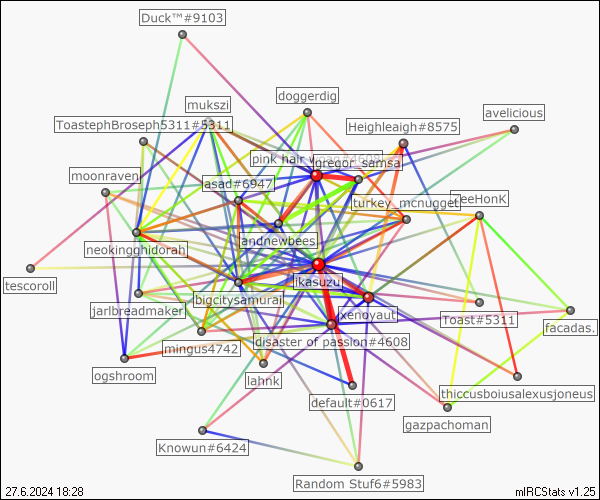 Duck™#9103
mukszi
doggerdig
avelicious
ToastephBroseph5311#5311
Heighleaigh#8575
pink hair
gregor_samsa
moonraven
asad#6947
turkey_mcnugget
eeHonK
andnewbees
neokingghidorah
tescoroll
ikasuzu
bigcitysamurai
jarlbreadmaker
xenoyaut
Toast#5311
facadas.
disaster of passion#4608
mingus4742
ogshroom
lahnk
default#0617
thiccusboiusalexusjoneus
gazpachoman
Knowun#6424
Random Stuf6#5983
27.6.2024 18:28
mIRCStats v1.25